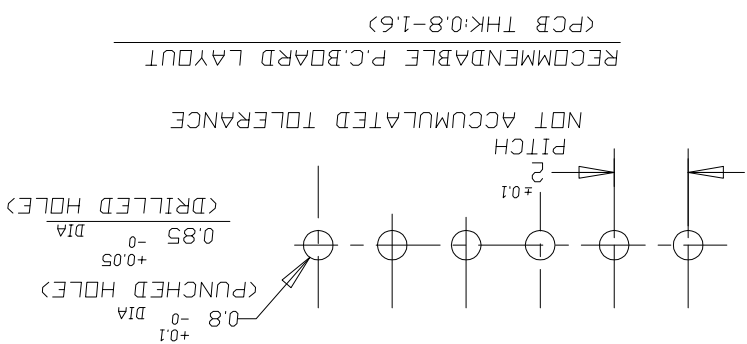 +0.1
0.8 -0 DIA
(PUNCHED HOLE)
+0.05
0.85 -0 DIA
(DRILLED HOLE)
2 ±0.1
PITCH
NOT ACCUMULATED TOLERANCE
RECOMMENDABLE P.C.BOARD LAYOUT
(PCB THK:0.8-1.6)